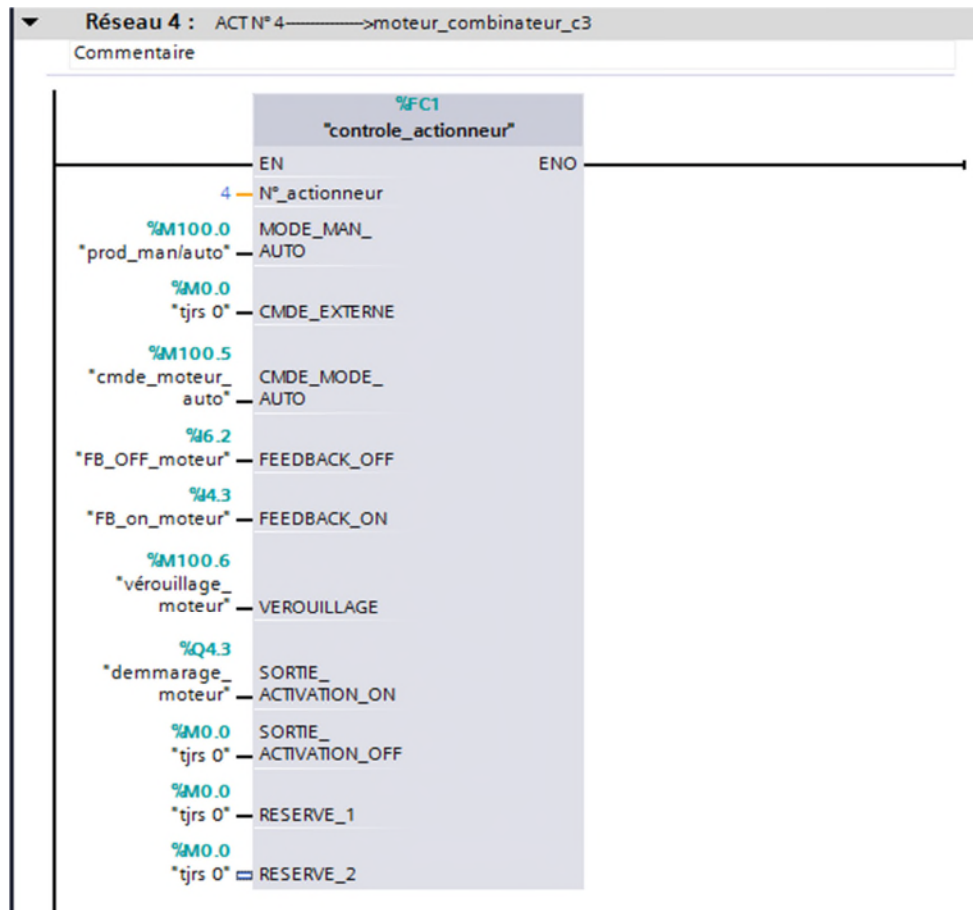 Réseau 4 : ACT N° 4--------------->moteur_combinateur_c3
Commentaire
%FC1
"controle_actionneur"
EN ENO
4 N°_actionneur
%M100.0 MODE_MAN_
"prod_man/auto" AUTO
%M0.0
"tjrs 0" CMDE_EXTERNE
%M100.5
"cmde_moteur_ CMDE_MODE_
auto" AUTO
%I6.2
"FB_OFF_moteur" FEEDBACK_OFF
%I4.3
"FB_on_moteur" FEEDBACK_ON
%M100.6
"vérouillage_
moteur" VEROUILLAGE
%Q4.3
"demmarage_ SORTIE_
moteur" ACTIVATION_ON
%M0.0 SORTIE_
"tjrs 0" ACTIVATION_OFF
%M0.0
"tjrs 0" RESERVE_1
%M0.0
"tjrs 0" RESERVE_2